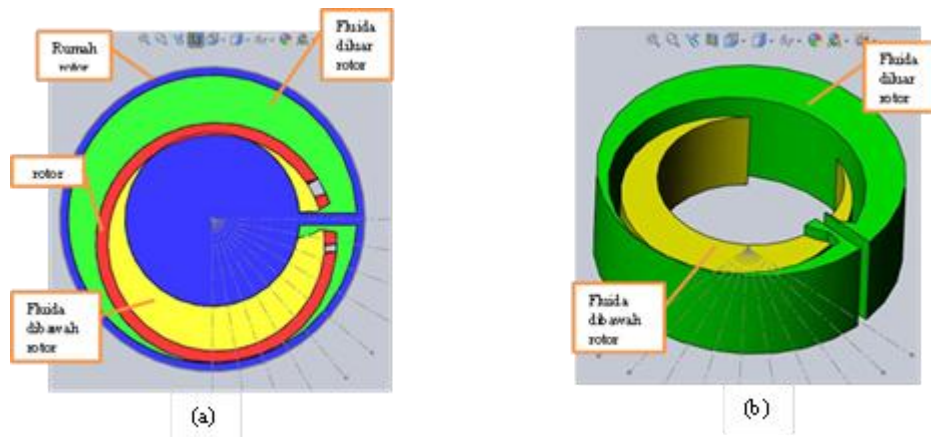 Rumah
rotor
Fluida
diluar
rotor
rotor
Fluida
dibawah
rotor
(a)
Fluida
diluar
rotor
Fluida
dibawah
rotor
(b)